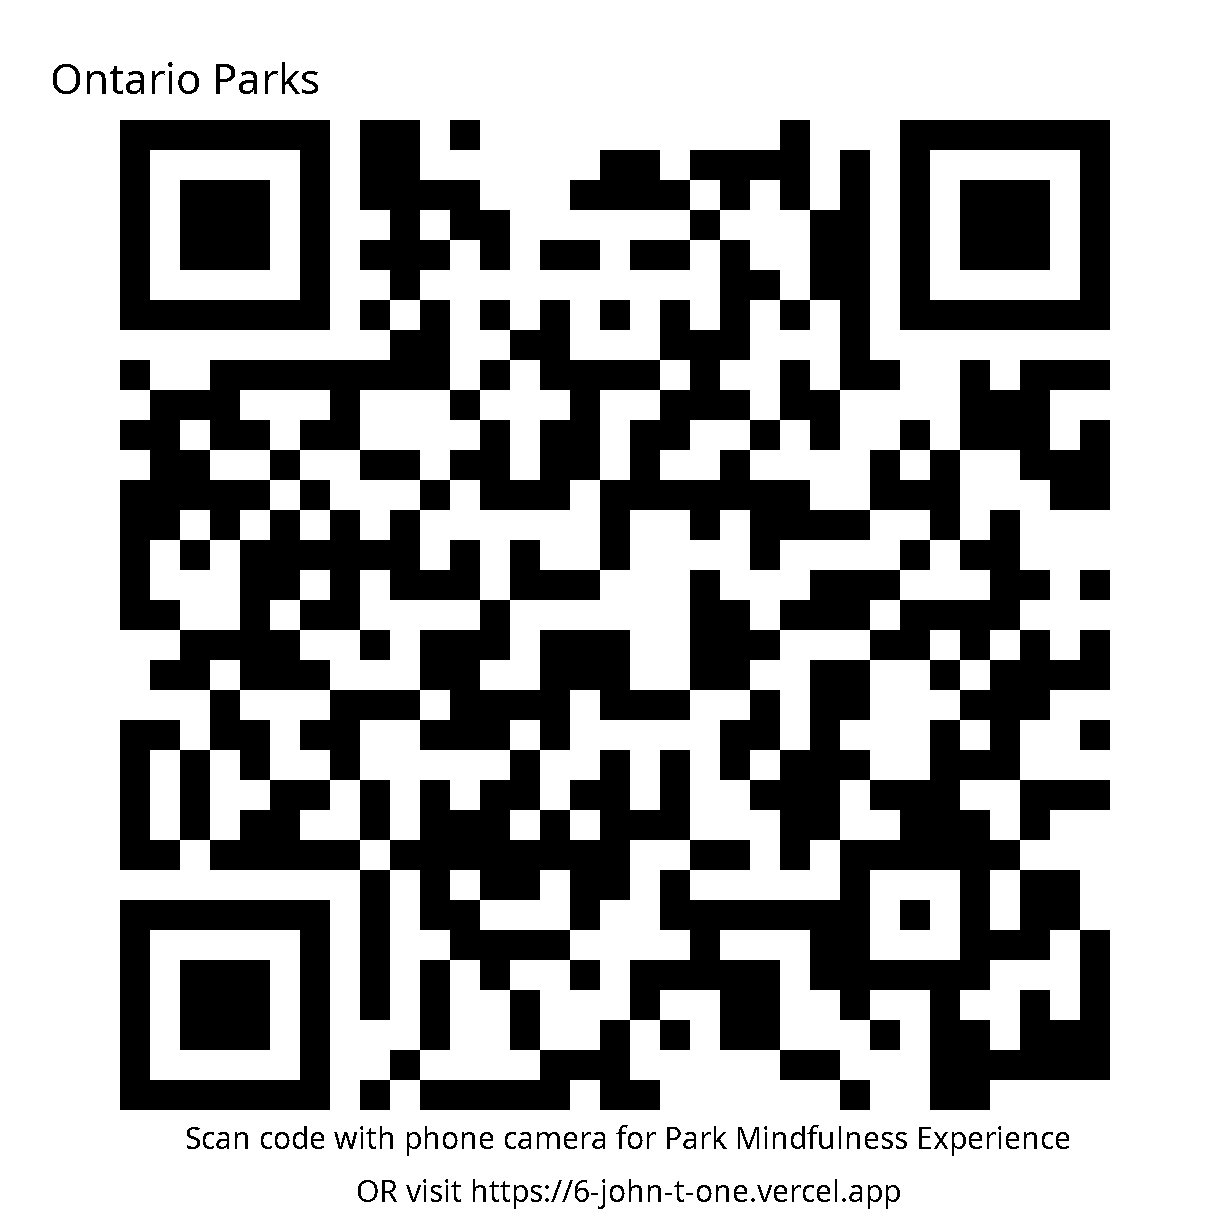 Ontario Parks
Scan code with phone camera for Park Mindfulness Experience
OR visit https://6-john-t-one.vercel.app